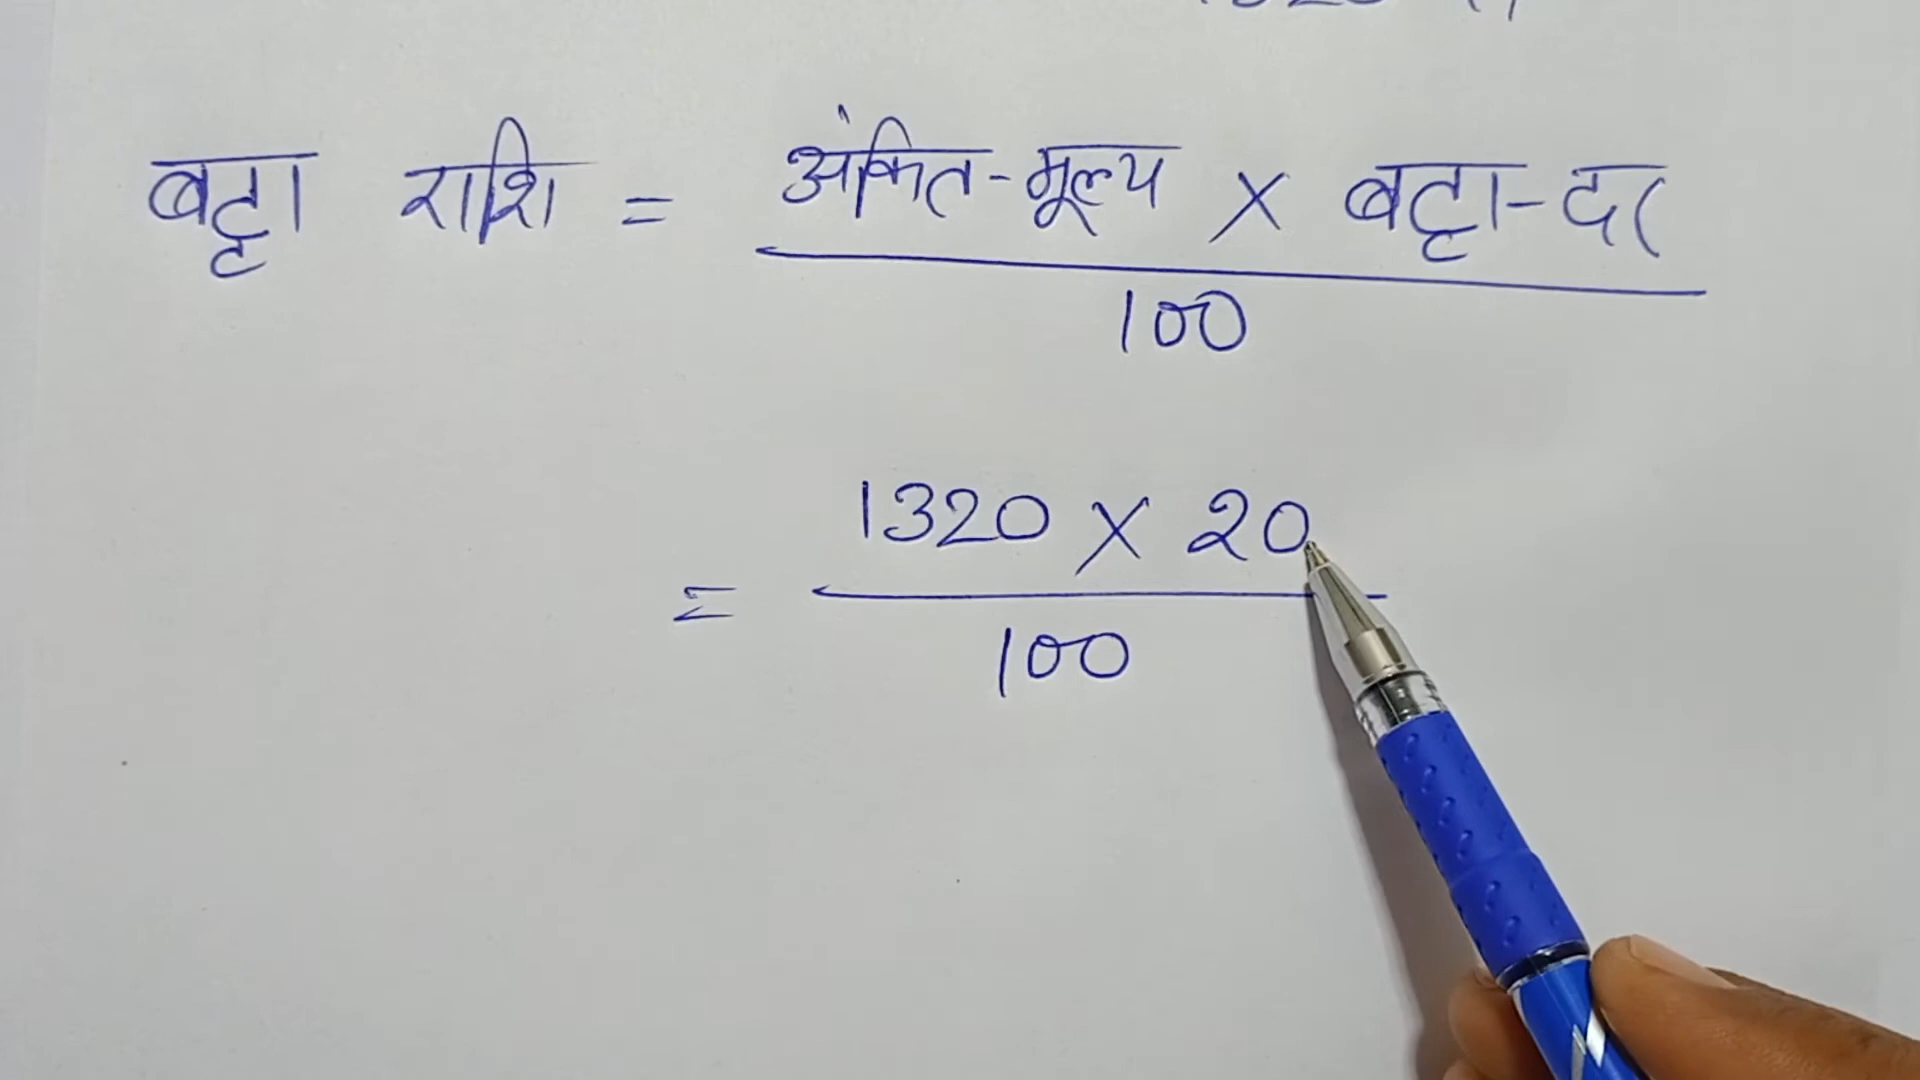 बट्टा राशि = अंकित-मूल्य × बट्टा-दर
100
= 1320 × 20
100